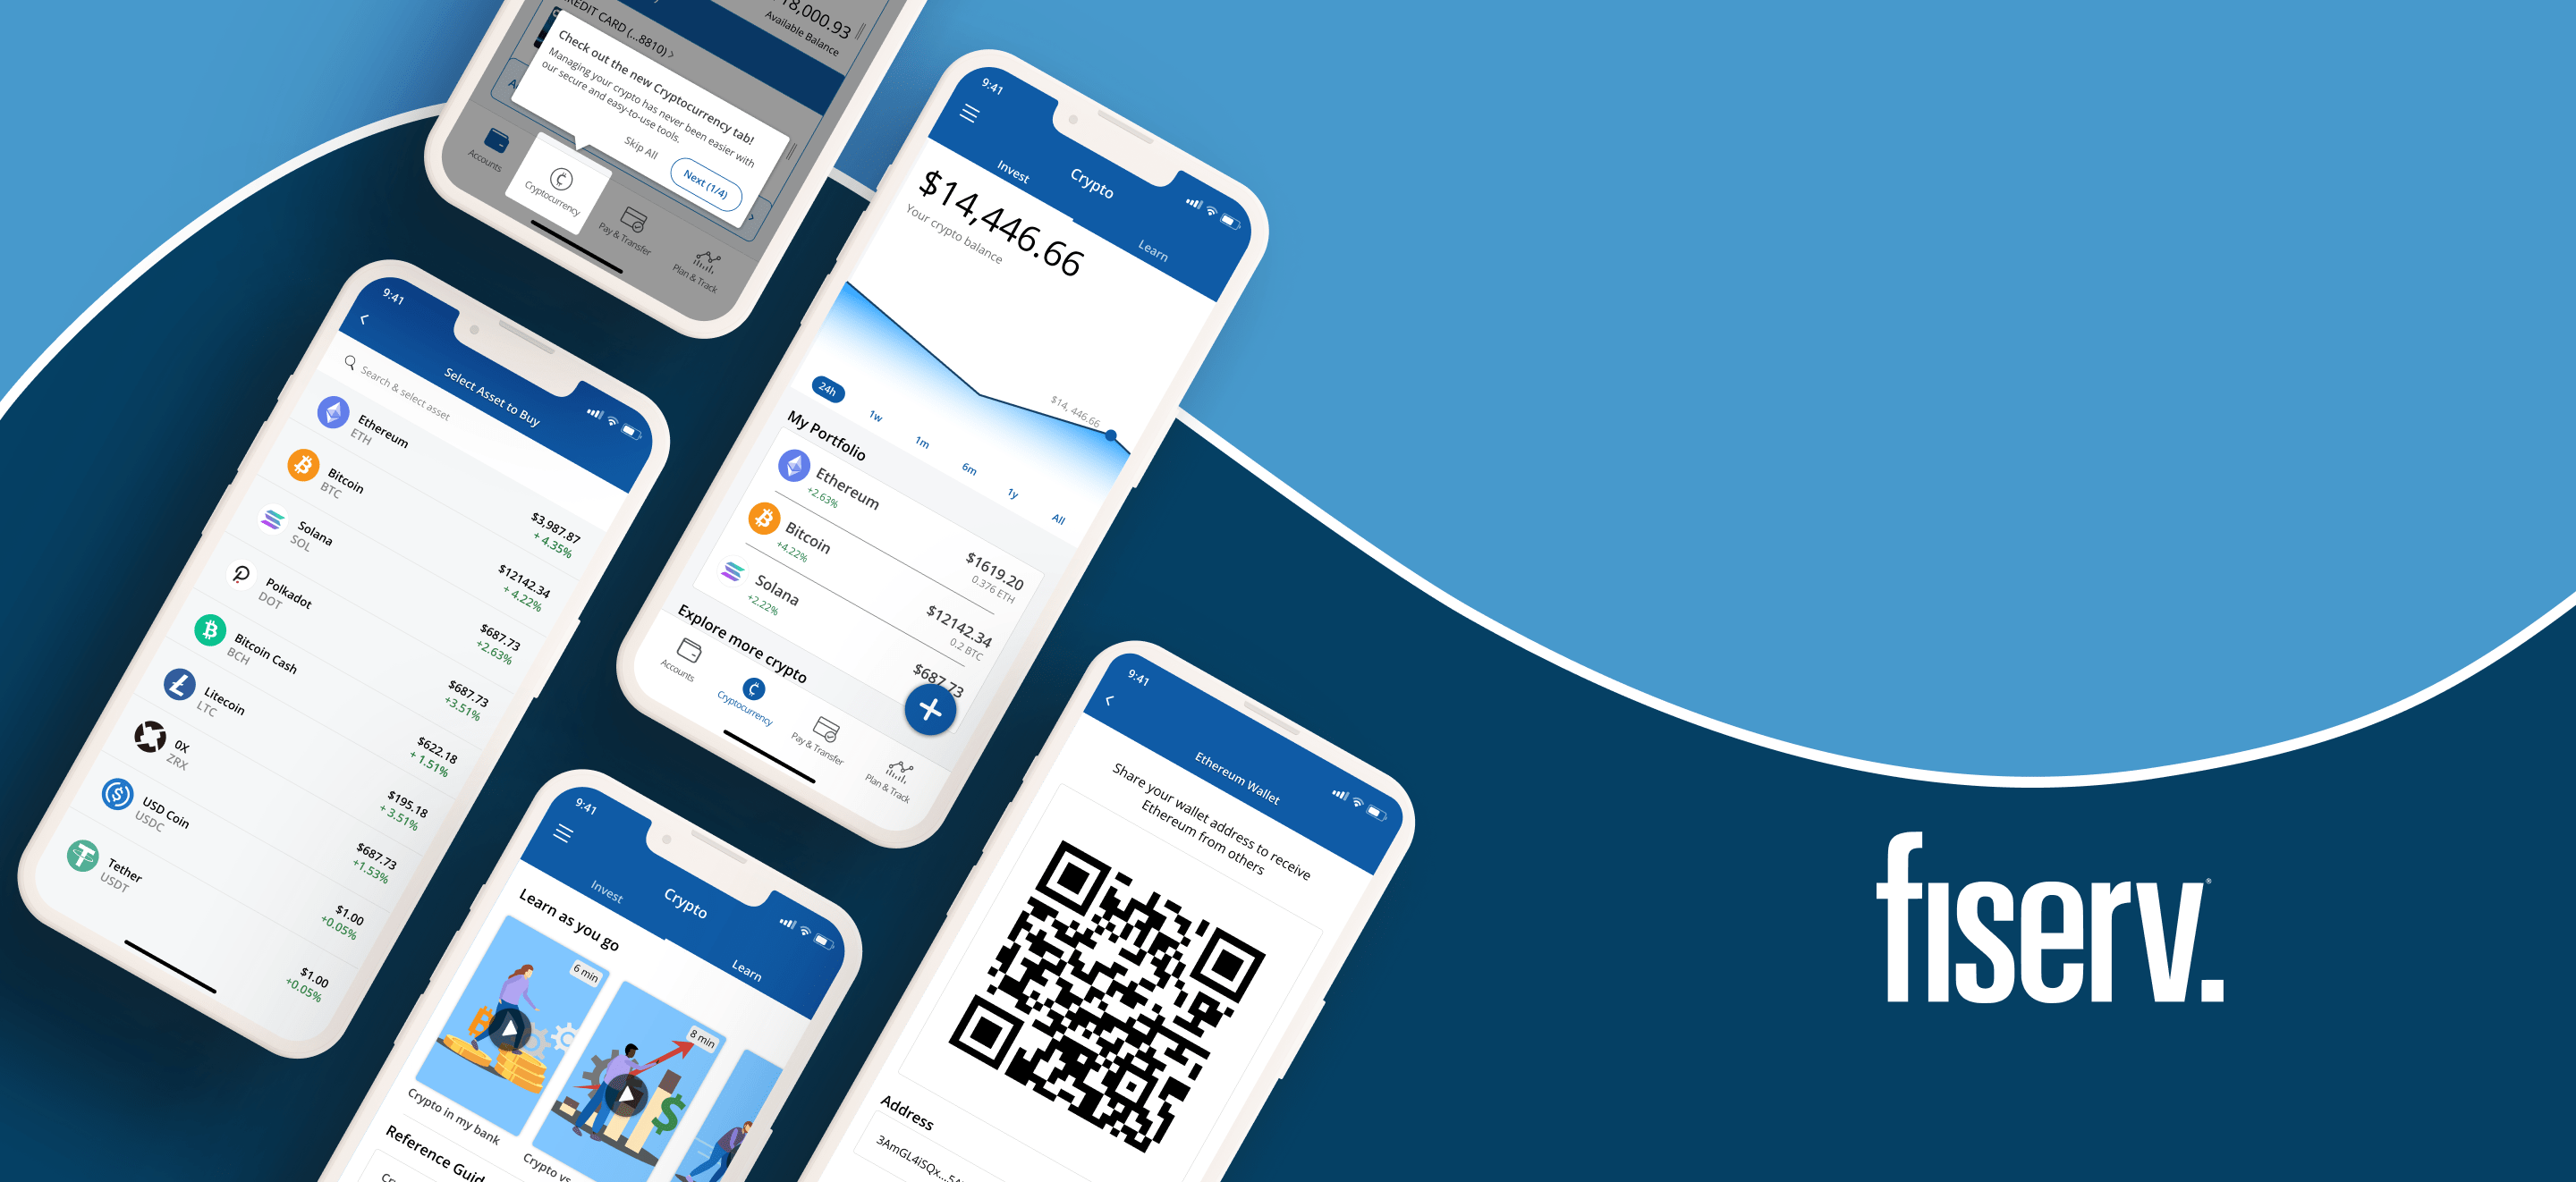 18,000.93
Available Balance
CREDIT CARD (...8810) >
Check out the new Cryptocurrency tab!
Managing your crypto has never been easier with
our secure and easy-to-use tools.
Skip All
Next (1/4)
Accounts
Cryptocurrency
Pay & Transfer
Plan & Track
9:41
Crypto
Invest
Learn
$14,446.66
Your crypto balance
$14, 446.66
24h
1w
1m
6m
1y
All
My Portfolio
Ethereum
+2.63%
$1619.20
0.376 ETH
Bitcoin
+4.22%
$12142.34
0.2 BTC
Solana
+2.22%
$687.73
Explore more crypto
Accounts
Cryptocurrency
Pay & Transfer
Plan & Track
9:41
Select Asset to Buy
Search & select asset
Ethereum
ETH
$3,987.87
+ 4.35%
Bitcoin
BTC
$12142.34
+ 4.22%
Solana
SOL
$687.73
+2.63%
Polkadot
DOT
$687.73
+3.51%
Bitcoin Cash
BCH
$622.18
+ 1.51%
Litecoin
LTC
$195.18
+ 3.51%
0X
ZRX
$687.73
+1.53%
USD Coin
USDC
$1.00
+0.05%
Tether
USDT
$1.00
+0.05%
9:41
Crypto
Invest
Learn
Learn as you go
6 min
8 min
Crypto in my bank
Crypto vs
Reference Guid
9:41
Ethereum Wallet
Share your wallet address to receive
Ethereum from others
Address
3AmGL4iSQx....5A
fiserv.